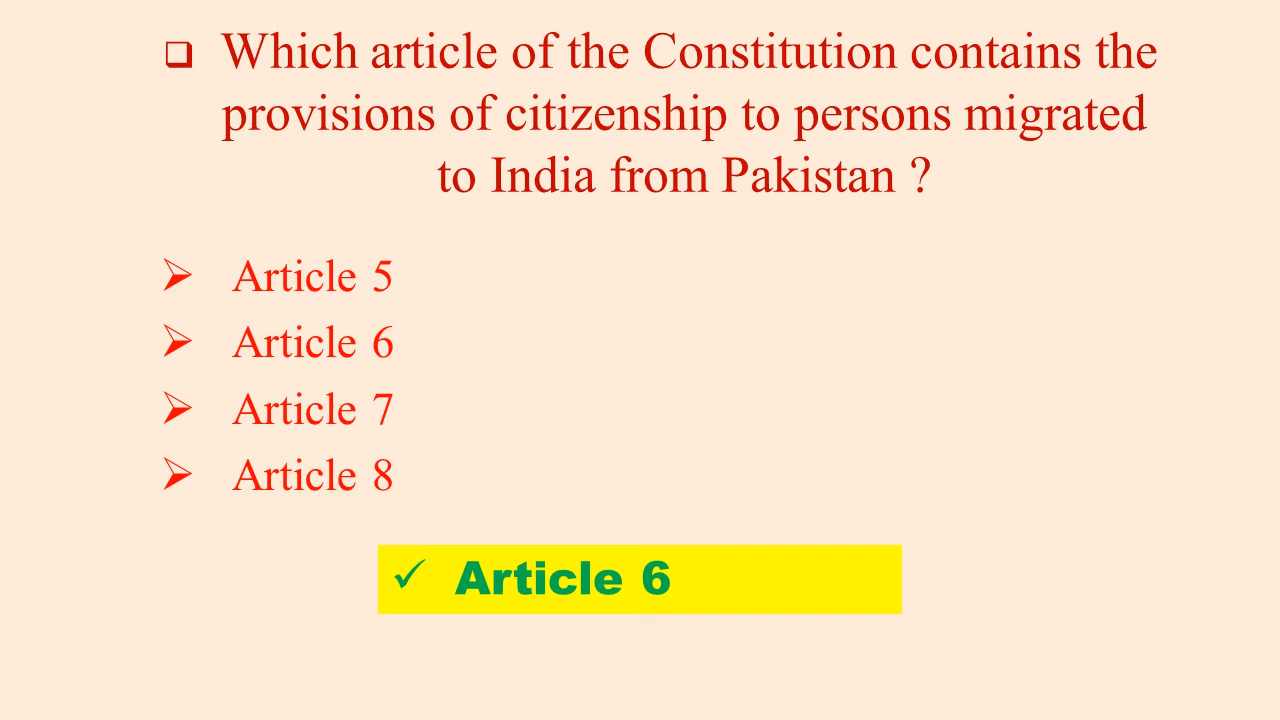 ❑ Which article of the Constitution contains the
provisions of citizenship to persons migrated
to India from Pakistan ?
➢ Article 5
➢ Article 6
➢ Article 7
➢ Article 8
✓ Article 6